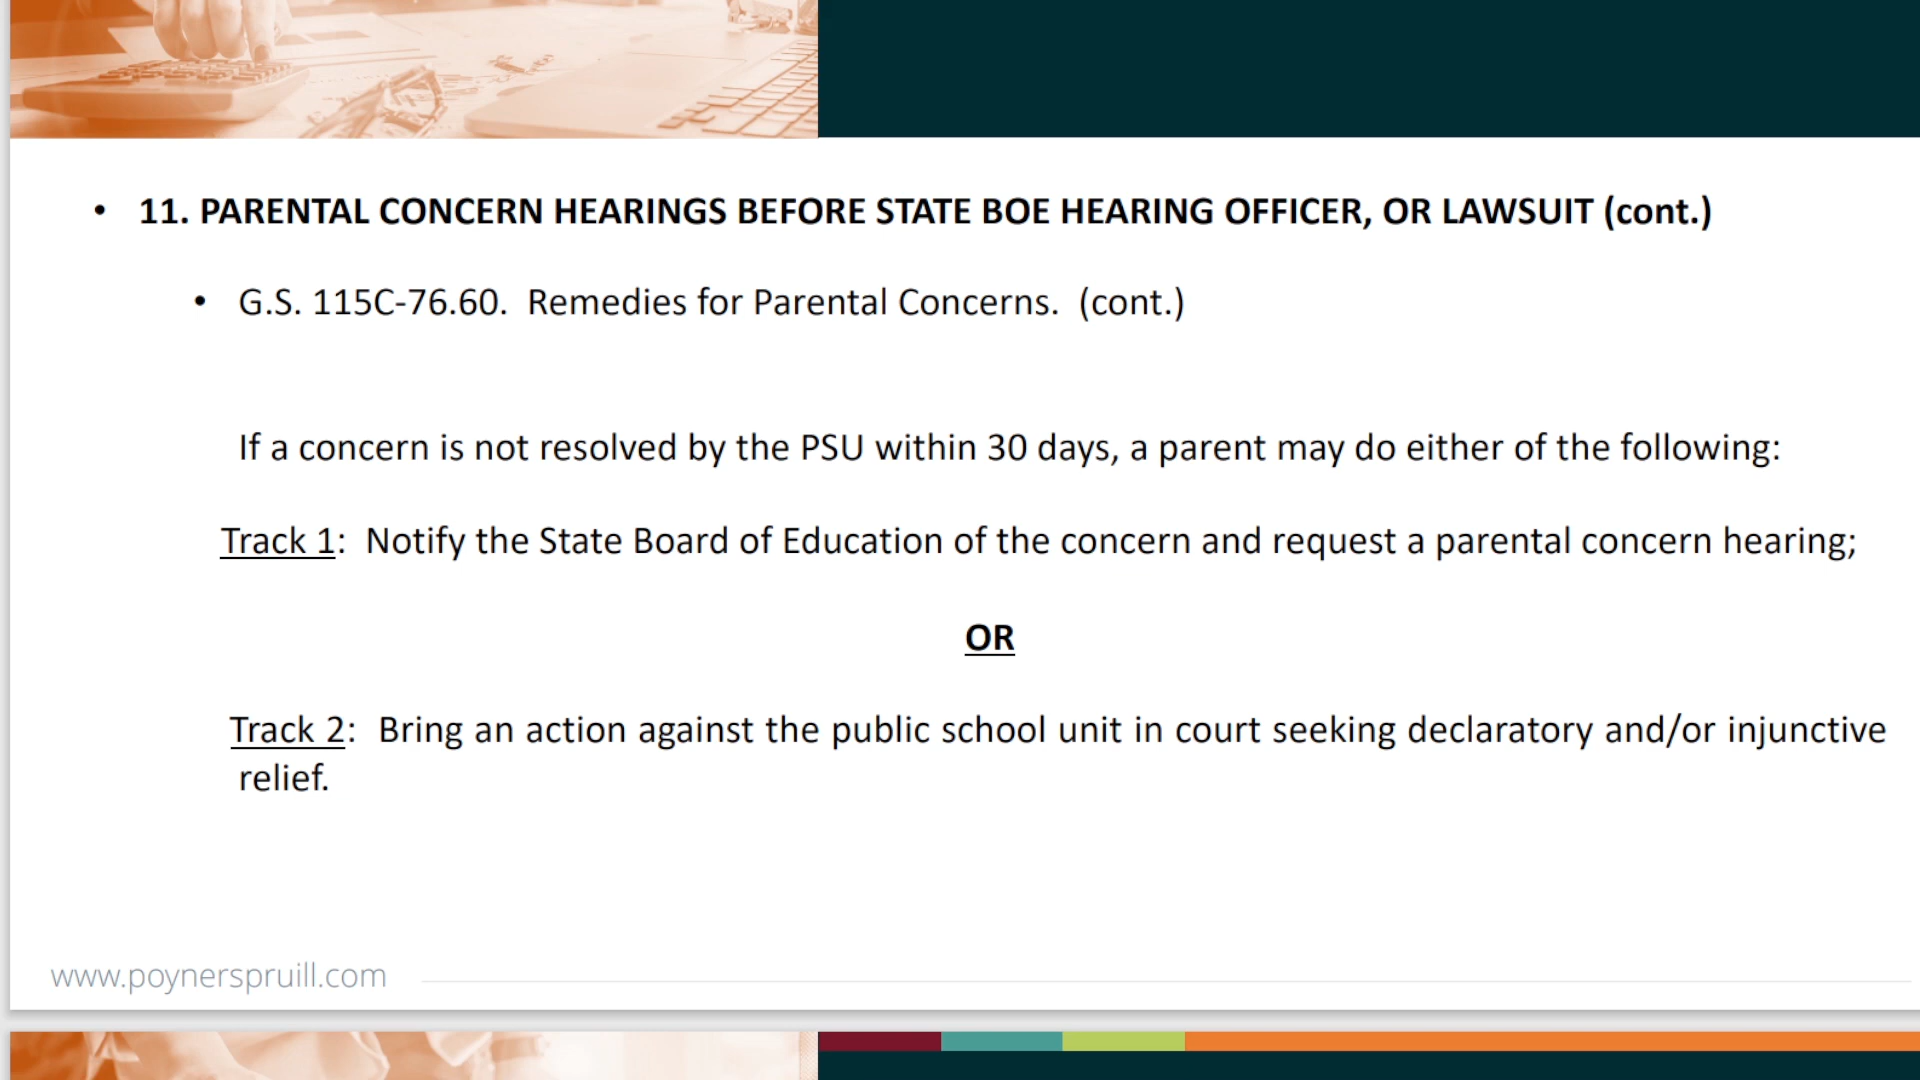 • 11. PARENTAL CONCERN HEARINGS BEFORE STATE BOE HEARING OFFICER, OR LAWSUIT (cont.)
• G.S. 115C-76.60.  Remedies for Parental Concerns.  (cont.)
If a concern is not resolved by the PSU within 30 days, a parent may do either of the following:
Track 1:  Notify the State Board of Education of the concern and request a parental concern hearing;
OR
Track 2:  Bring an action against the public school unit in court seeking declaratory and/or injunctive
relief.
www.poynerspruill.com